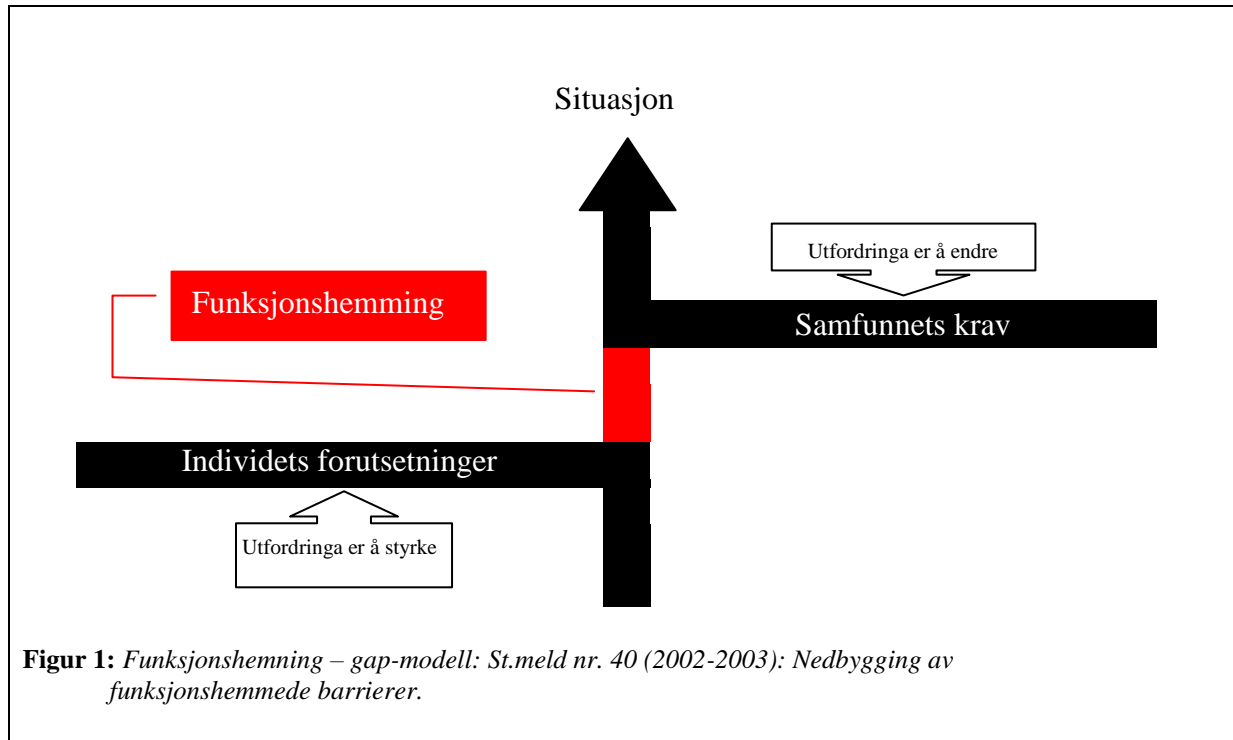 Situasjon
Utfordringa er å endre
Funksjonshemming
Samfunnets krav
Individets forutsetninger
Utfordringa er å styrke
Figur 1: Funksjonshemning – gap-modell: St.meld nr. 40 (2002-2003): Nedbygging av
funksjonshemmede barrierer.